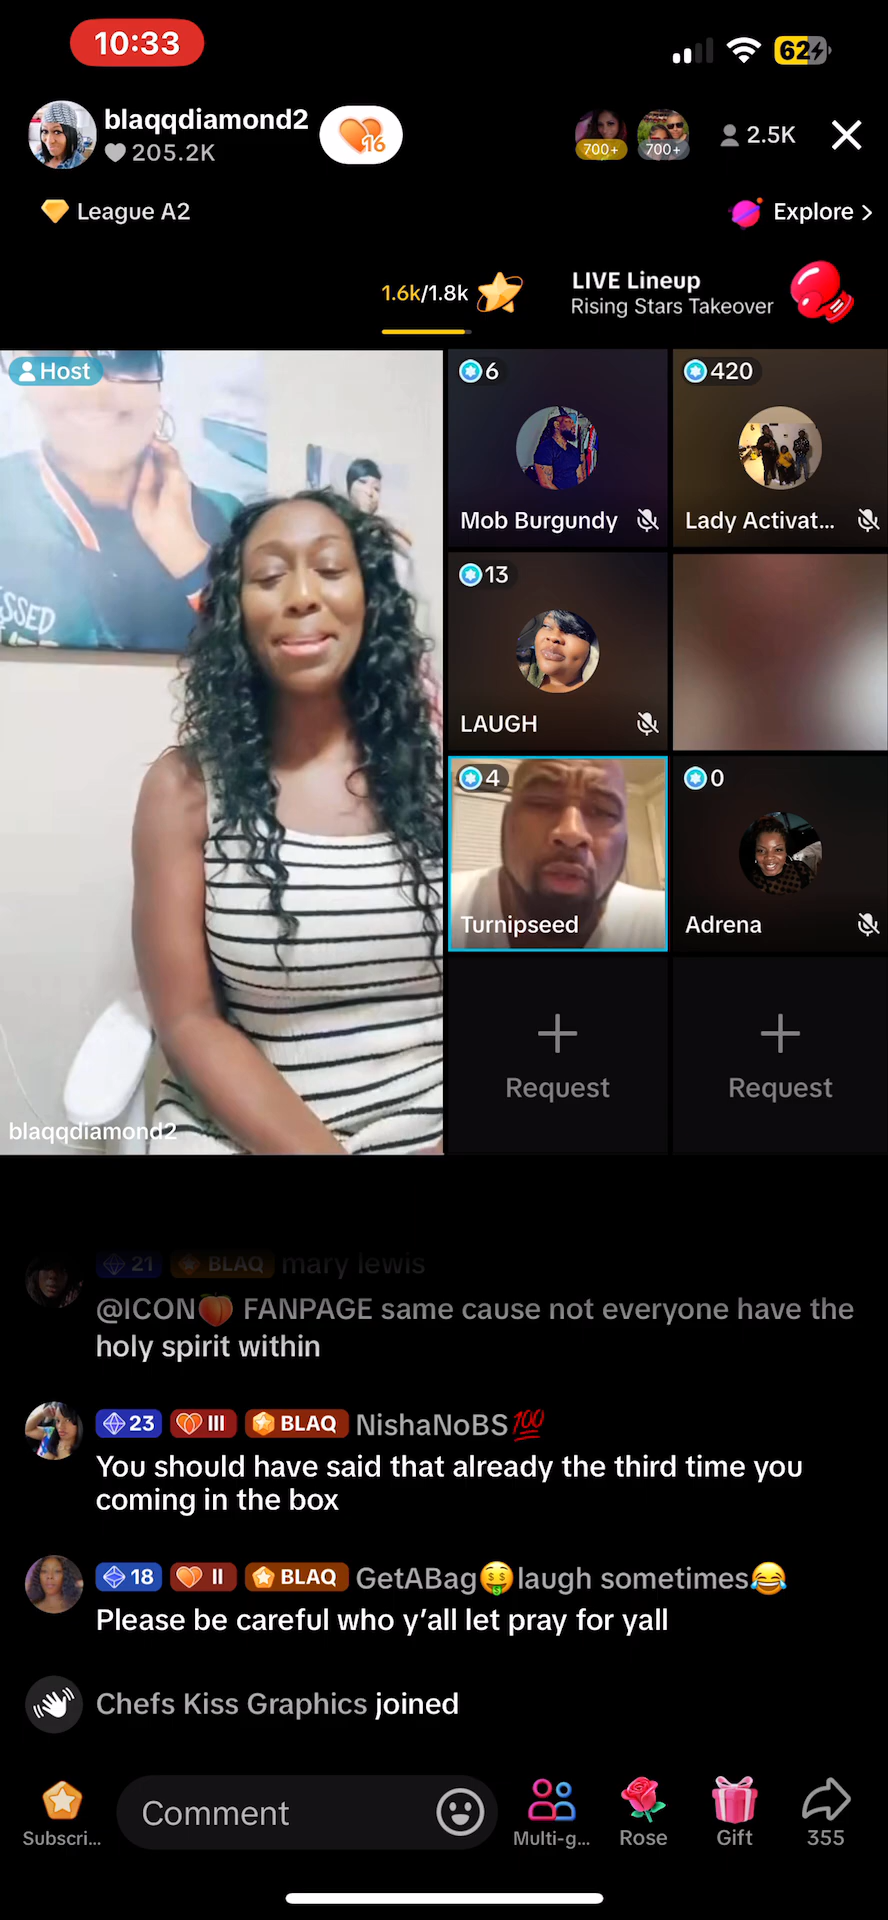 10:33
62
blaqqdiamond2
205.2K
16
700+
700+
2.5K
League A2
Explore >
1.6k/1.8k
LIVE Lineup
Rising Stars Takeover
Host
6
420
SSED
Mob Burgundy
Lady Activat...
13
LAUGH
4
0
Turnipseed
Adrena
Request
Request
blaqqdiamond2
21 BLAQ mary lewis
@ICON🍑 FANPAGE same cause not everyone have the
holy spirit within
23 III BLAQ NishaNoBS💯
You should have said that already the third time you
coming in the box
18 II BLAQ GetABag🤑laugh sometimes😂
Please be careful who y'all let pray for yall
Chefs Kiss Graphics joined
Subscri...
Comment
Multi-g...
Rose
Gift
355